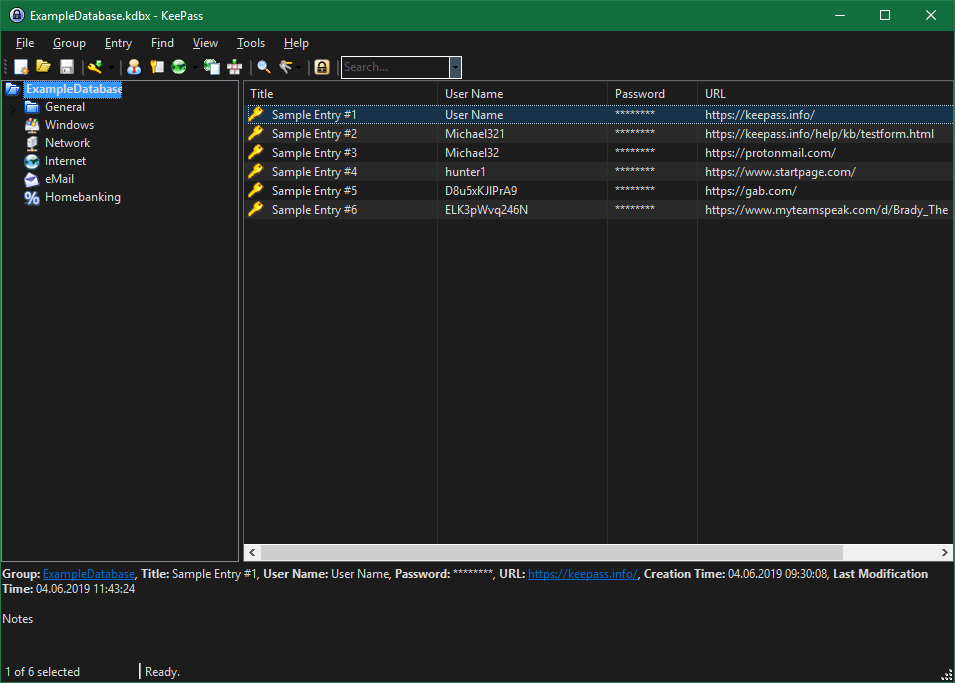 ExampleDatabase.kdbx - KeePass
File Group Entry Find View Tools Help
Search...
ExampleDatabase
General
Windows
Network
Internet
eMail
Homebanking
Title User Name Password URL
Sample Entry #1 User Name ******** https://keepass.info/
Sample Entry #2 Michael321 ******** https://keepass.info/help/kb/testform.html
Sample Entry #3 Michael32 ******** https://protonmail.com/
Sample Entry #4 hunter1 ******** https://www.startpage.com/
Sample Entry #5 D8u5xKJlPrA9 ******** https://gab.com/
Sample Entry #6 ELK3pWvq246N ******** https://www.myteamspeak.com/d/Brady_The
Group: ExampleDatabase, Title: Sample Entry #1, User Name: User Name, Password: ********, URL: https://keepass.info/, Creation Time: 04.06.2019 09:30:08, Last Modification
Time: 04.06.2019 11:43:24
Notes
1 of 6 selected Ready.